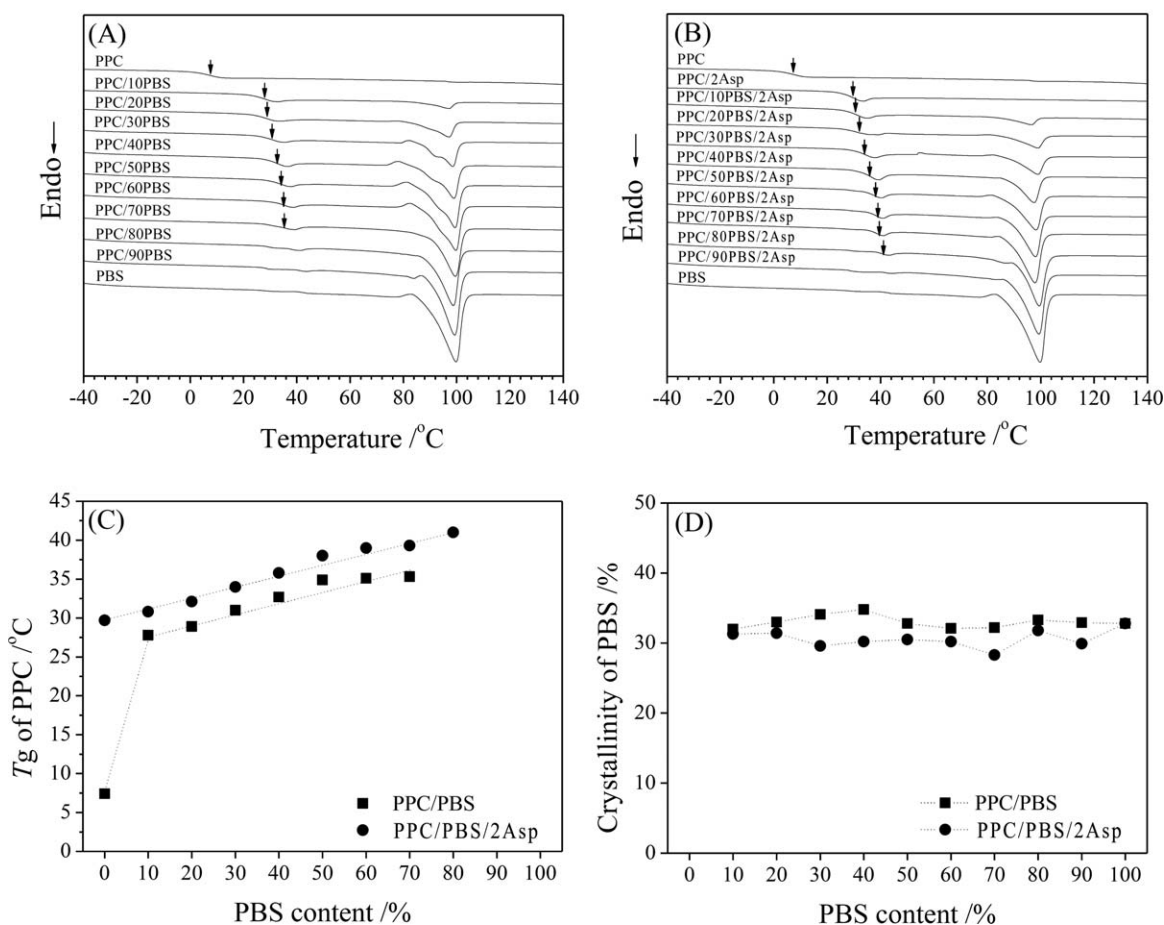 (A)
PPC
PPC/10PBS
PPC/20PBS
PPC/30PBS
PPC/40PBS
PPC/50PBS
PPC/60PBS
PPC/70PBS
PPC/80PBS
PPC/90PBS
PBS
Endo
-40 -20 0 20 40 60 80 100 120 140
Temperature /°C
(B)
PPC
PPC/2Asp
PPC/10PBS/2Asp
PPC/20PBS/2Asp
PPC/30PBS/2Asp
PPC/40PBS/2Asp
PPC/50PBS/2Asp
PPC/60PBS/2Asp
PPC/70PBS/2Asp
PPC/80PBS/2Asp
PPC/90PBS/2Asp
PBS
Endo
-40 -20 0 20 40 60 80 100 120 140
Temperature /°C
(C)
45
40
35
30
25
20
15
10
5
0
Tg of PPC /°C
PPC/PBS
PPC/PBS/2Asp
0 10 20 30 40 50 60 70 80 90 100
PBS content /%
(D)
50
40
30
20
10
0
Crystallinity of PBS /%
PPC/PBS
PPC/PBS/2Asp
0 10 20 30 40 50 60 70 80 90 100
PBS content /%